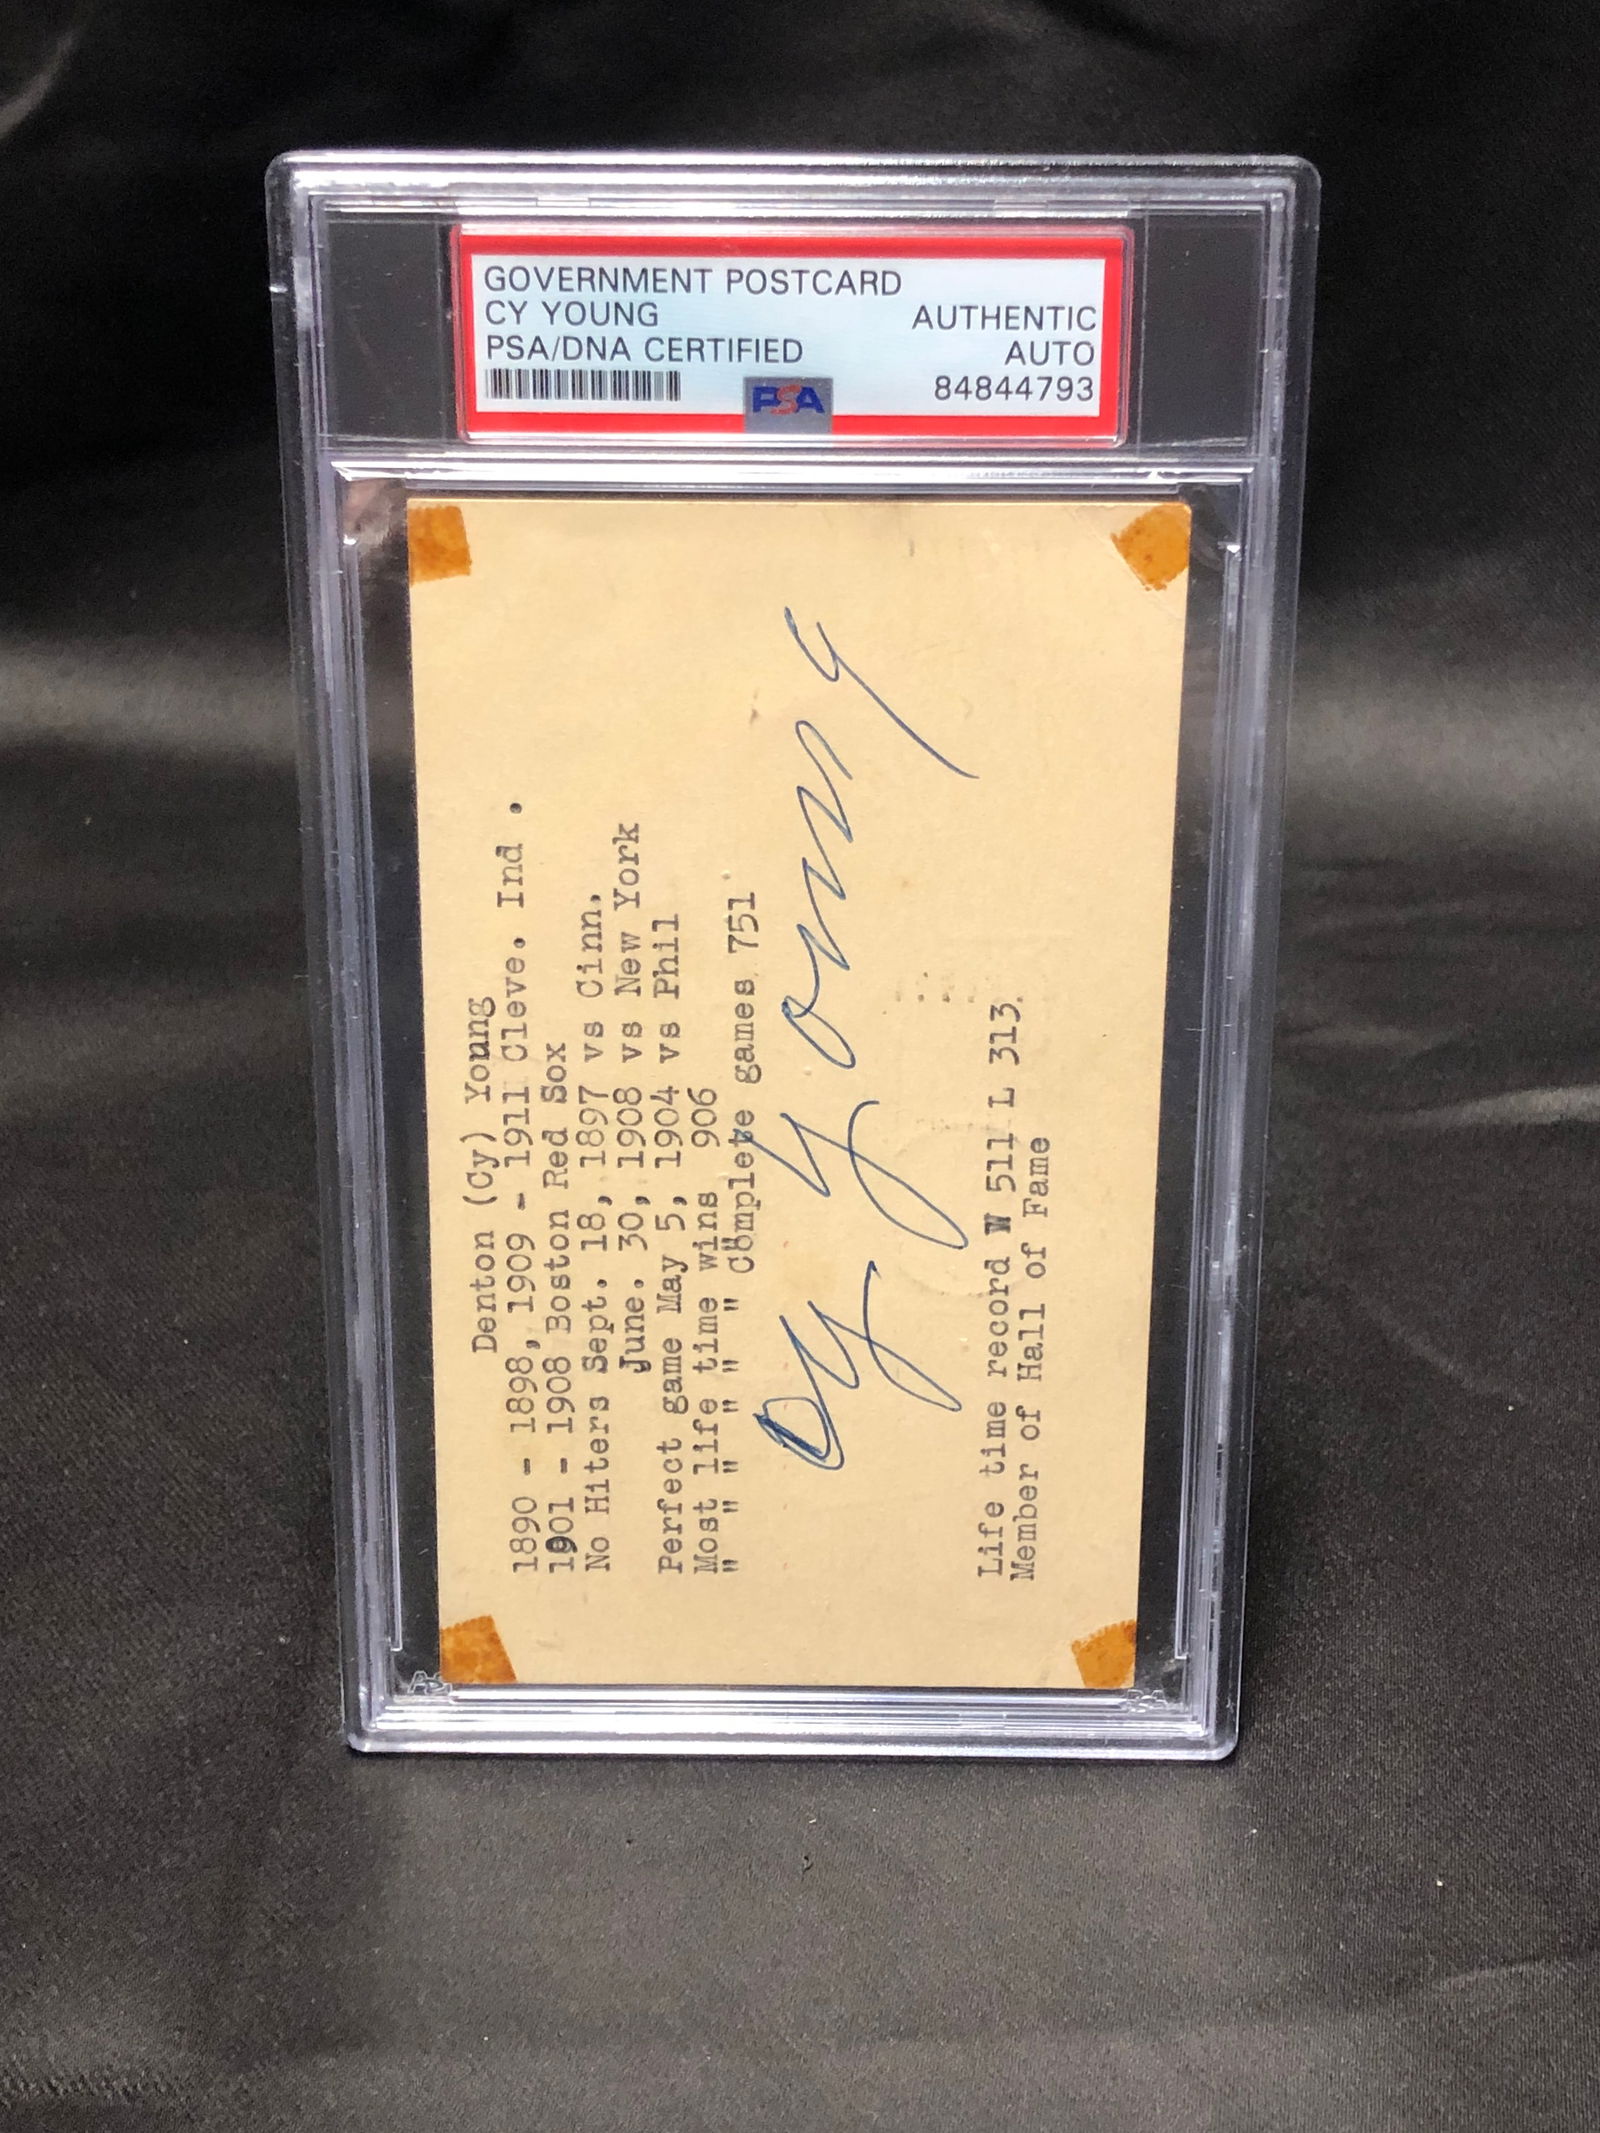 GOVERNMENT POSTCARD
CY YOUNG AUTHENTIC
PSA/DNA CERTIFIED AUTO
84844793
PSA
Denton (Cy) Young
1890 - 1898, 1909 - 1911 Cleve. Ind .
1901 - 1908 Boston Red Sox
No Hiters Sept. 18, 1897 vs Cinn.
June. 30, 1908 vs New York
Perfect game May 5, 1904 vs Phil
Most life time wins 906
" " " " Complete games 751
Cy Young
Life time record W 511 L 313
Member of Hall of Fame